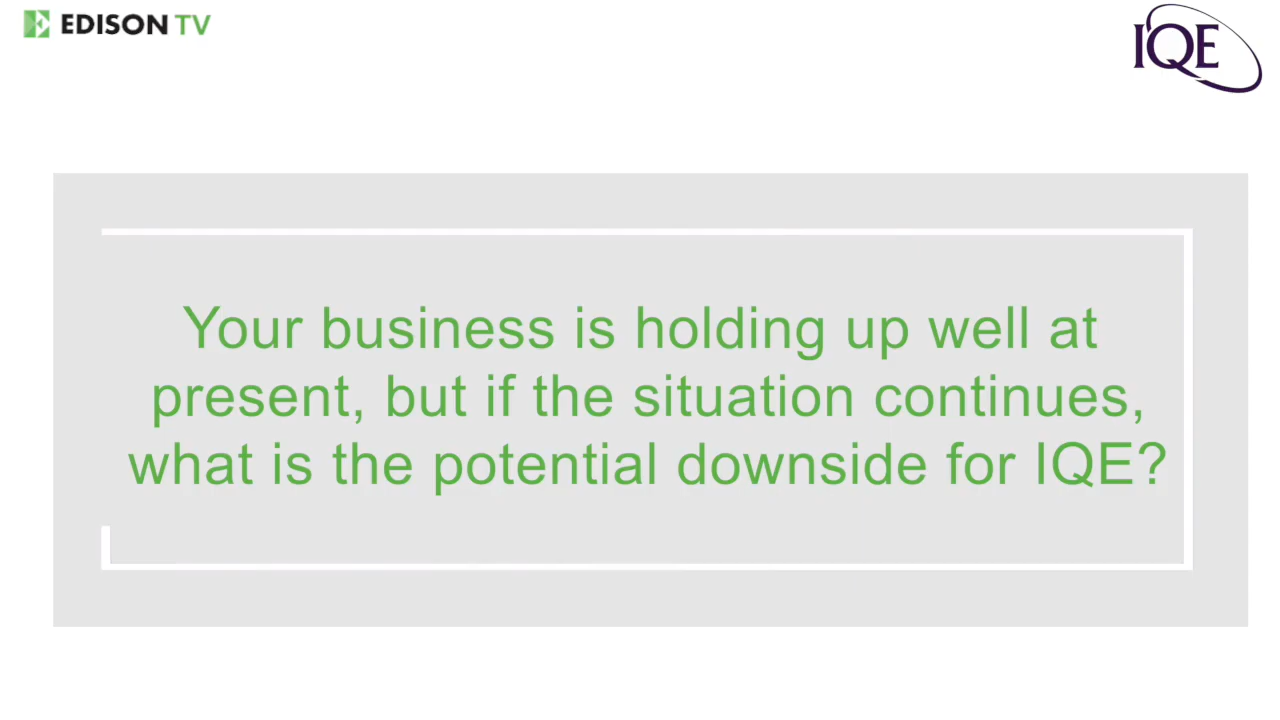 EDISON TV
IQE
Your business is holding up well at
present, but if the situation continues,
what is the potential downside for IQE?